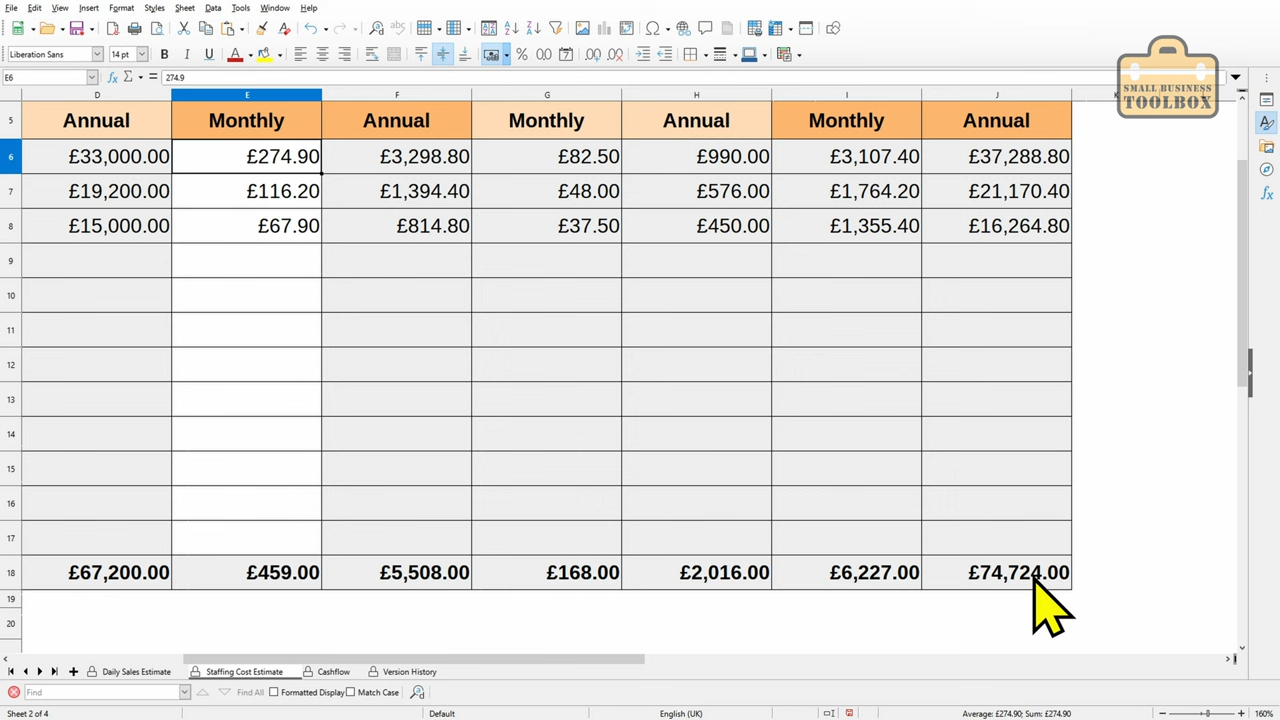 File Edit View Insert Format Styles Sheet Data Tools Window Help
Liberation Sans 14 pt
E6 274.9
SMALL BUSINESS
TOOLBOX
D E F G H I J
5 Annual Monthly Annual Monthly Annual Monthly Annual
6 £33,000.00 £274.90 £3,298.80 £82.50 £990.00 £3,107.40 £37,288.80
7 £19,200.00 £116.20 £1,394.40 £48.00 £576.00 £1,764.20 £21,170.40
8 £15,000.00 £67.90 £814.80 £37.50 £450.00 £1,355.40 £16,264.80
9
10
11
12
13
14
15
16
17
18 £67,200.00 £459.00 £5,508.00 £168.00 £2,016.00 £6,227.00 £74,724.00
19
20
Daily Sales Estimate Staffing Cost Estimate Cashflow Version History
Find Find All Formatted Display Match Case
Sheet 2 of 4 Default English (UK) Average: £274.90; Sum: £274.90 160%